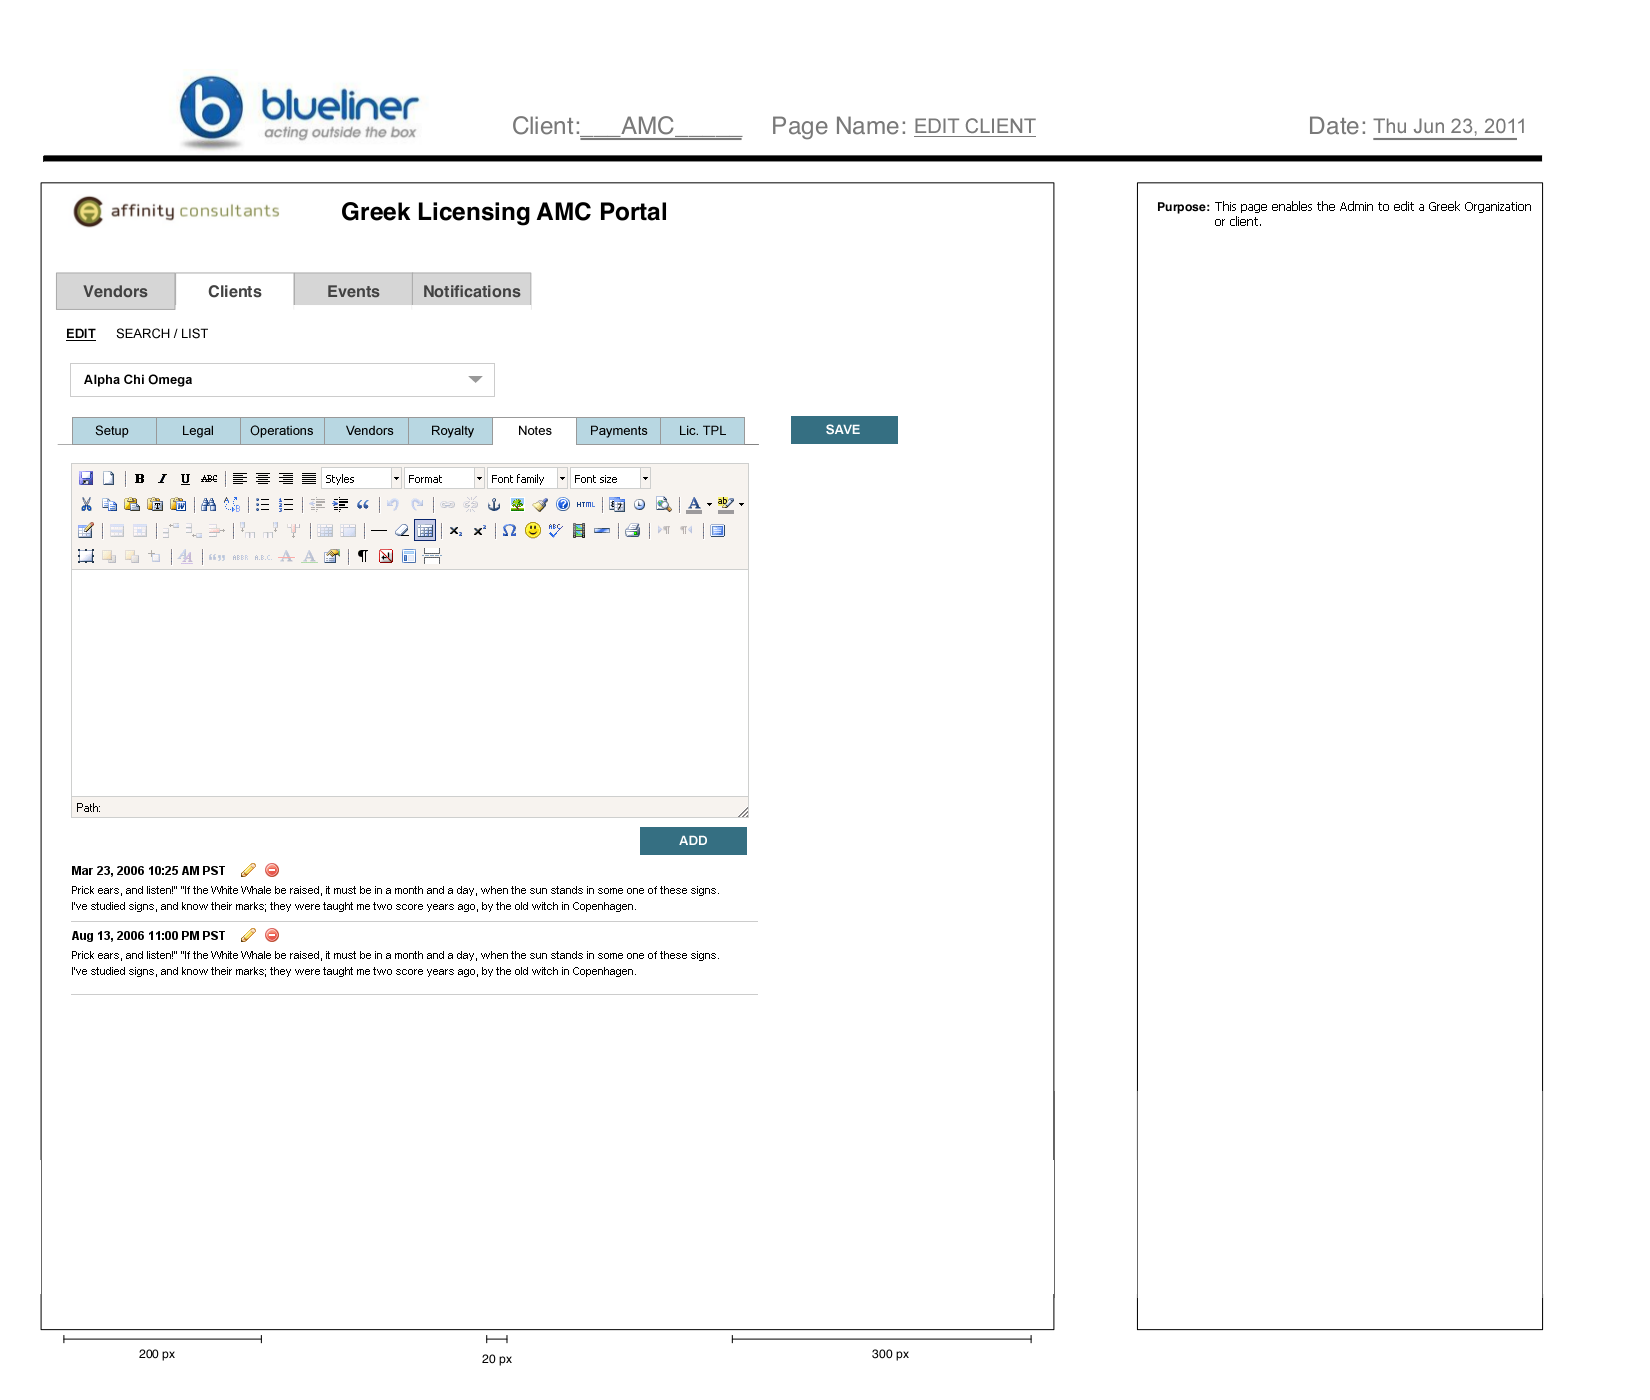 blueliner
acting outside the box
Client:___AMC_____ Page Name: EDIT CLIENT Date: Thu Jun 23, 2011
affinity consultants Greek Licensing AMC Portal
Purpose: This page enables the Admin to edit a Greek Organization
or client.
Vendors Clients Events Notifications
EDIT SEARCH / LIST
Alpha Chi Omega
Setup Legal Operations Vendors Royalty Notes Payments Lic. TPL SAVE
B I U ABC Styles Format Font family Font size
HTML A ab
x₂ x² Ω ABC
A.B.C. A A ¶
Path:
ADD
Mar 23, 2006 10:25 AM PST
Prick ears, and listen!" "If the White Whale be raised, it must be in a month and a day, when the sun stands in some one of these signs.
I've studied signs, and know their marks; they were taught me two score years ago, by the old witch in Copenhagen.
Aug 13, 2006 11:00 PM PST
Prick ears, and listen!" "If the White Whale be raised, it must be in a month and a day, when the sun stands in some one of these signs.
I've studied signs, and know their marks; they were taught me two score years ago, by the old witch in Copenhagen.
200 px 20 px 300 px